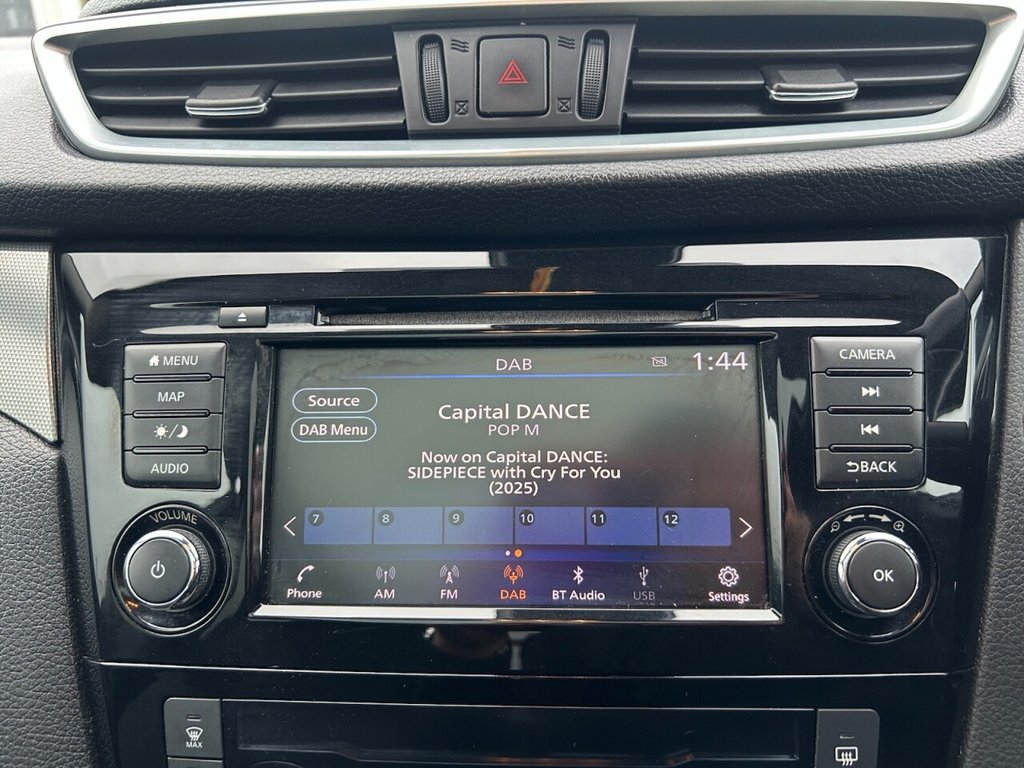 MENU
MAP
AUDIO
VOLUME
DAB
TA
1:44
Source
DAB Menu
Capital DANCE
POP M
Now on Capital DANCE:
SIDEPIECE with Cry For You
(2025)
7 8 9 10 11 12
Phone AM FM DAB BT Audio USB Settings
CAMERA
BACK
OK
MAX